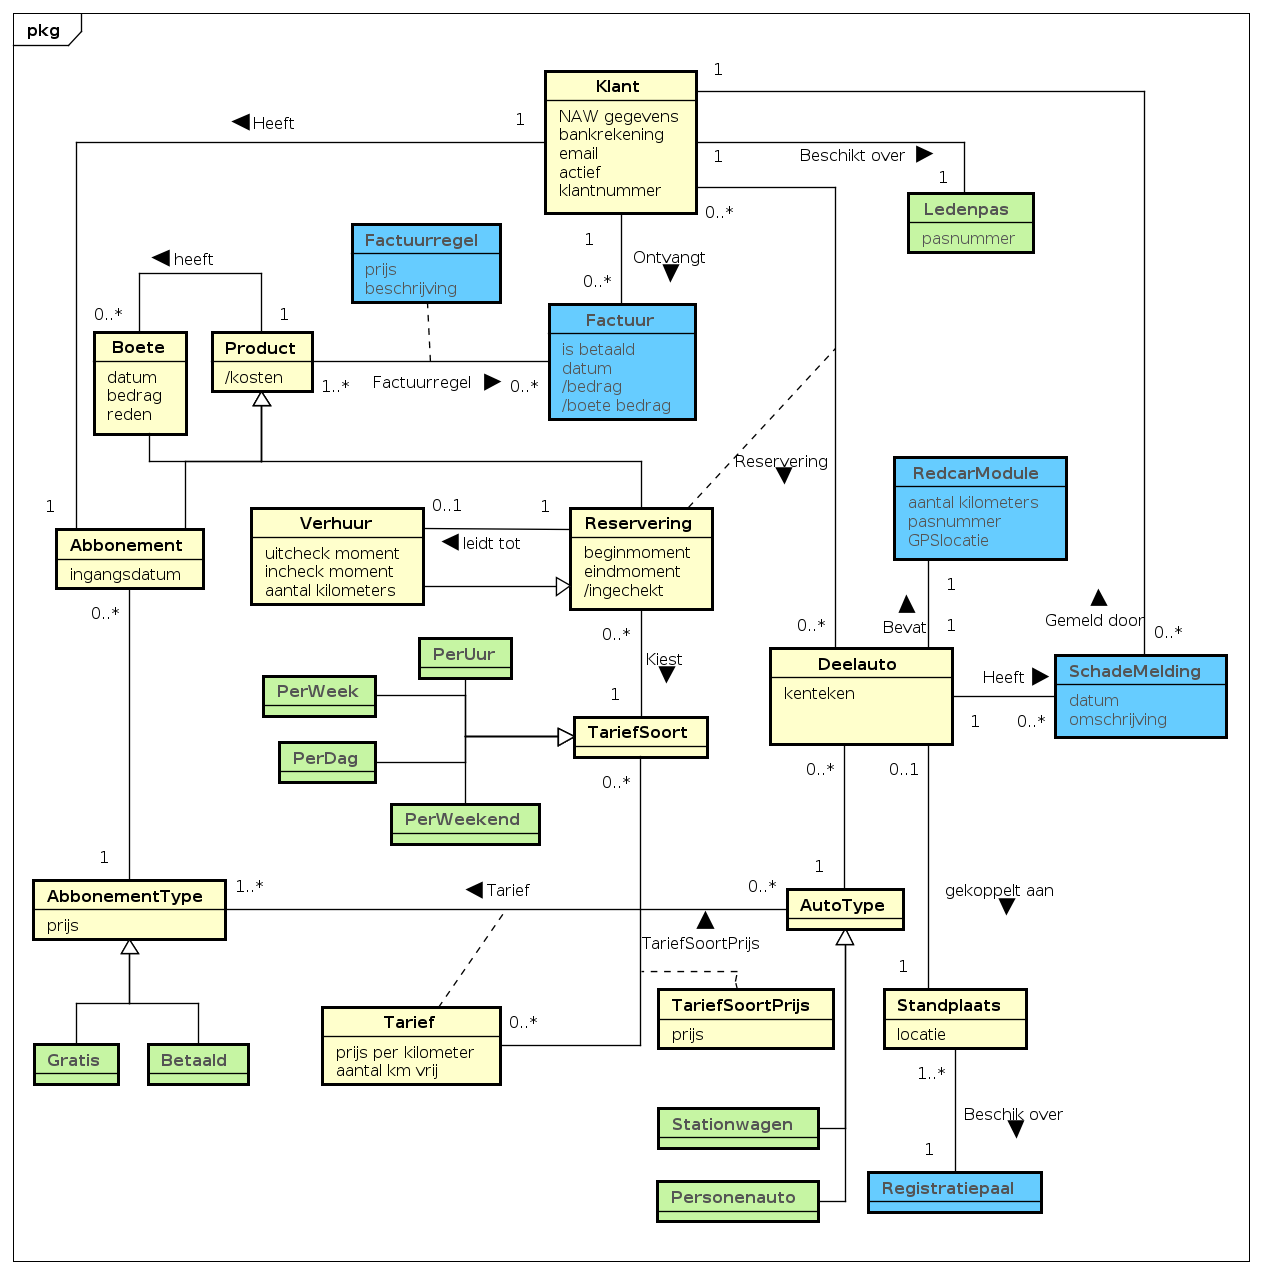 pkg
Klant
NAW gegevens
bankrekening
email
actief
klantnummer
1
Heeft
1
1
Beschikt over
1
Ledenpas
pasnummer
0..*
1
Ontvangt
0..*
Factuurregel
prijs
beschrijving
heeft
0..*
1
Boete
datum
bedrag
reden
Product
/kosten
1..*
Factuurregel
0..*
Factuur
is betaald
datum
/bedrag
/boete bedrag
Reservering
RedcarModule
aantal kilometers
pasnummer
GPSlocatie
1
Abbonement
ingangsdatum
0..*
Verhuur
uitcheck moment
incheck moment
aantal kilometers
0..1
1
leidt tot
Reservering
beginmoment
eindmoment
/ingechekt
0..*
Kiest
1
0..*
1
Bevat
1
Gemeld door
0..*
Deelauto
kenteken
Heeft
1
0..*
SchadeMelding
datum
omschrijving
PerUur
PerWeek
PerDag
PerWeekend
TariefSoort
0..*
0..*
0..1
1
1
AbbonementType
prijs
1..*
Tarief
0..*
AutoType
gekoppelt aan
TariefSoortPrijs
1
Gratis
Betaald
Tarief
prijs per kilometer
aantal km vrij
0..*
TariefSoortPrijs
prijs
Standplaats
locatie
1..*
Beschik over
1
Stationwagen
Personenauto
Registratiepaal